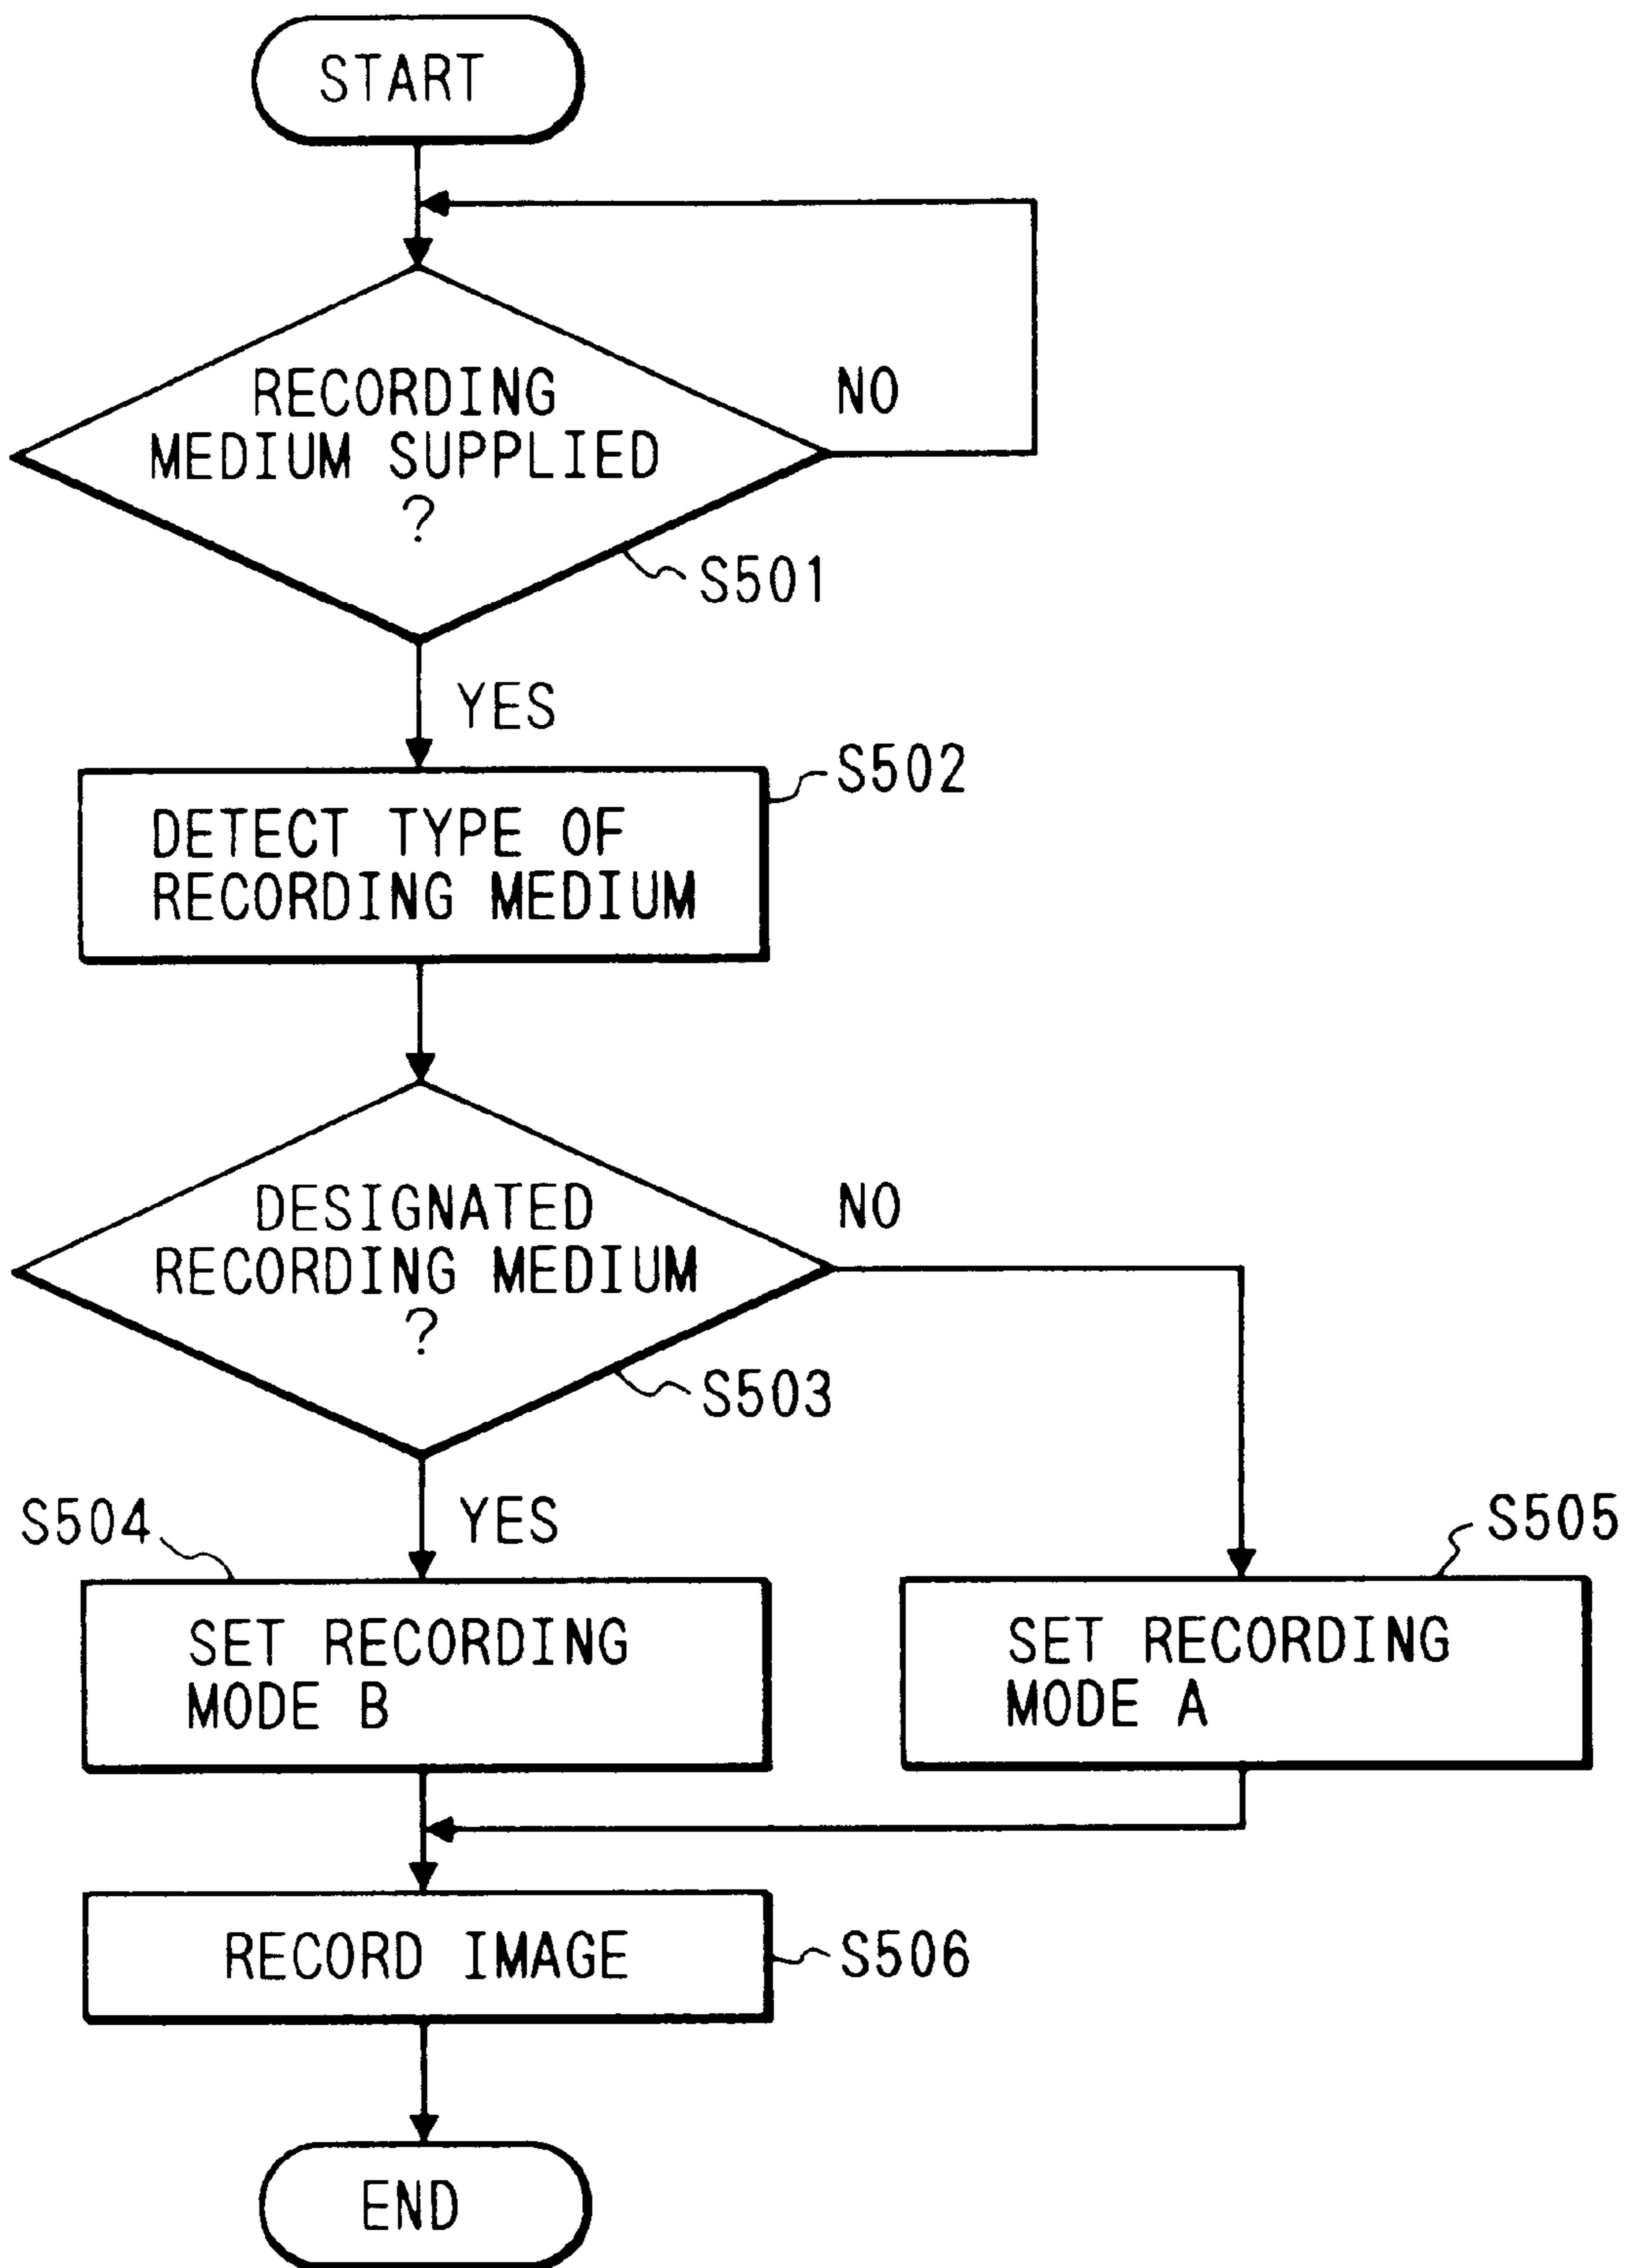 START
RECORDING
MEDIUM SUPPLIED
?
NO
S501
YES
S502
DETECT TYPE OF
RECORDING MEDIUM
DESIGNATED
RECORDING MEDIUM
?
NO
S503
YES
S504
SET RECORDING
MODE B
S505
SET RECORDING
MODE A
RECORD IMAGE
S506
END